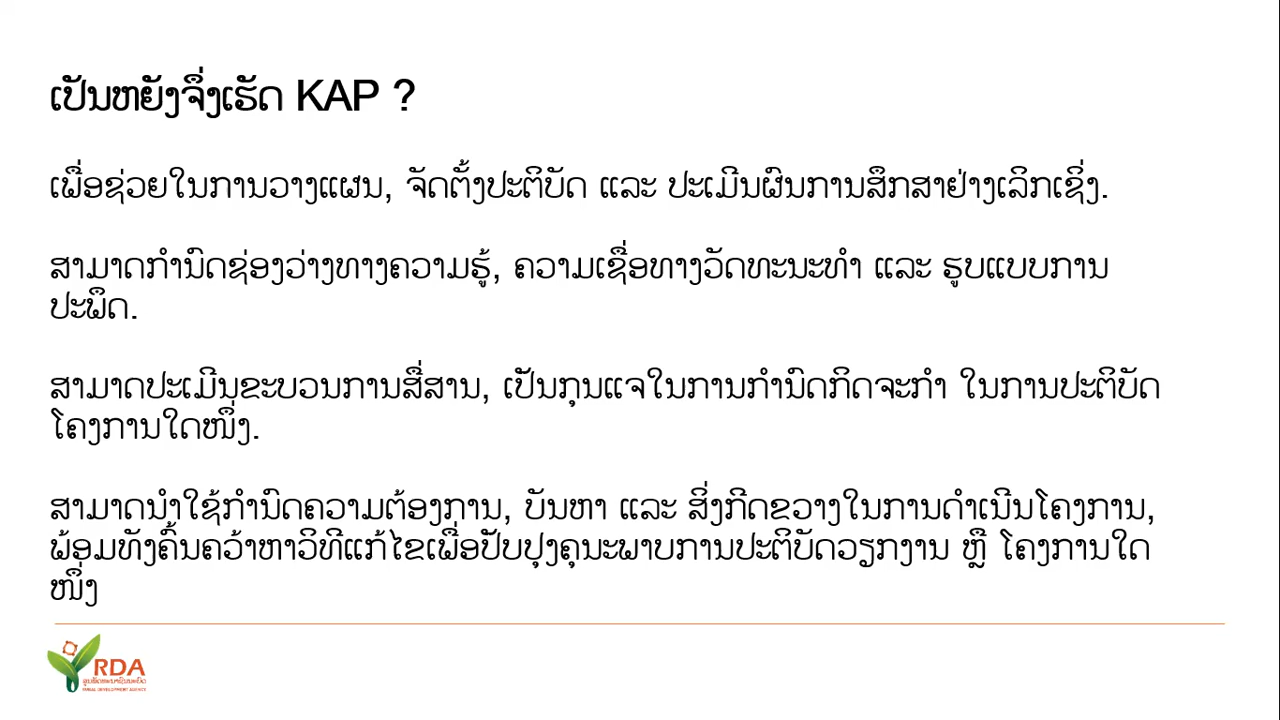 ເປັນຫຍັງຈຶ່ງເຮັດ KAP ?
ເພື່ອຊ່ວຍໃນການວາງແຜນ, ຈັດຕັ້ງປະຕິບັດ ແລະ ປະເມີນຜົນການສຶກສາຢ່າງເລິກເຊິ່ງ.
ສາມາດກຳນົດຊ່ອງວ່າງທາງຄວາມຮູ້, ຄວາມເຊື່ອທາງວັດທະນະທຳ ແລະ ຮູບແບບການ
ປະພຶດ.
ສາມາດປະເມີນຂະບວນການສື່ສານ, ເປັນກຸນແຈໃນການກຳນົດກິດຈະກຳ ໃນການປະຕິບັດ
ໂຄງການໃດໜຶ່ງ.
ສາມາດນຳໃຊ້ກຳນົດຄວາມຕ້ອງການ, ບັນຫາ ແລະ ສິ່ງກີດຂວາງໃນການດຳເນີນໂຄງການ,
ພ້ອມທັງຄົ້ນຄວ້າຫາວິທີແກ້ໄຂເພື່ອປັບປຸງຄຸນະພາບການປະຕິບັດວຽກງານ ຫຼື ໂຄງການໃດ
ໜຶ່ງ
RDA
RURAL DEVELOPMENT AGENCY